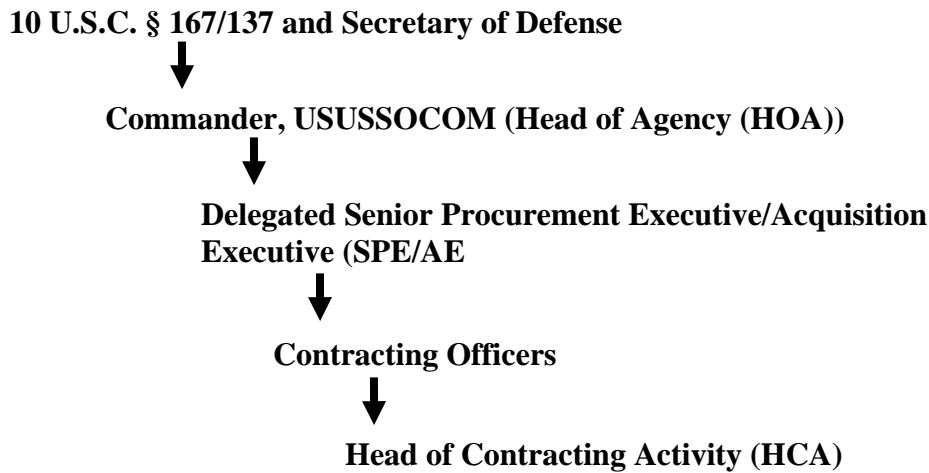 10 U.S.C. § 167/137 and Secretary of Defense
Commander, USUSSOCOM (Head of Agency (HOA))
Delegated Senior Procurement Executive/Acquisition
Executive (SPE/AE
Contracting Officers
Head of Contracting Activity (HCA)